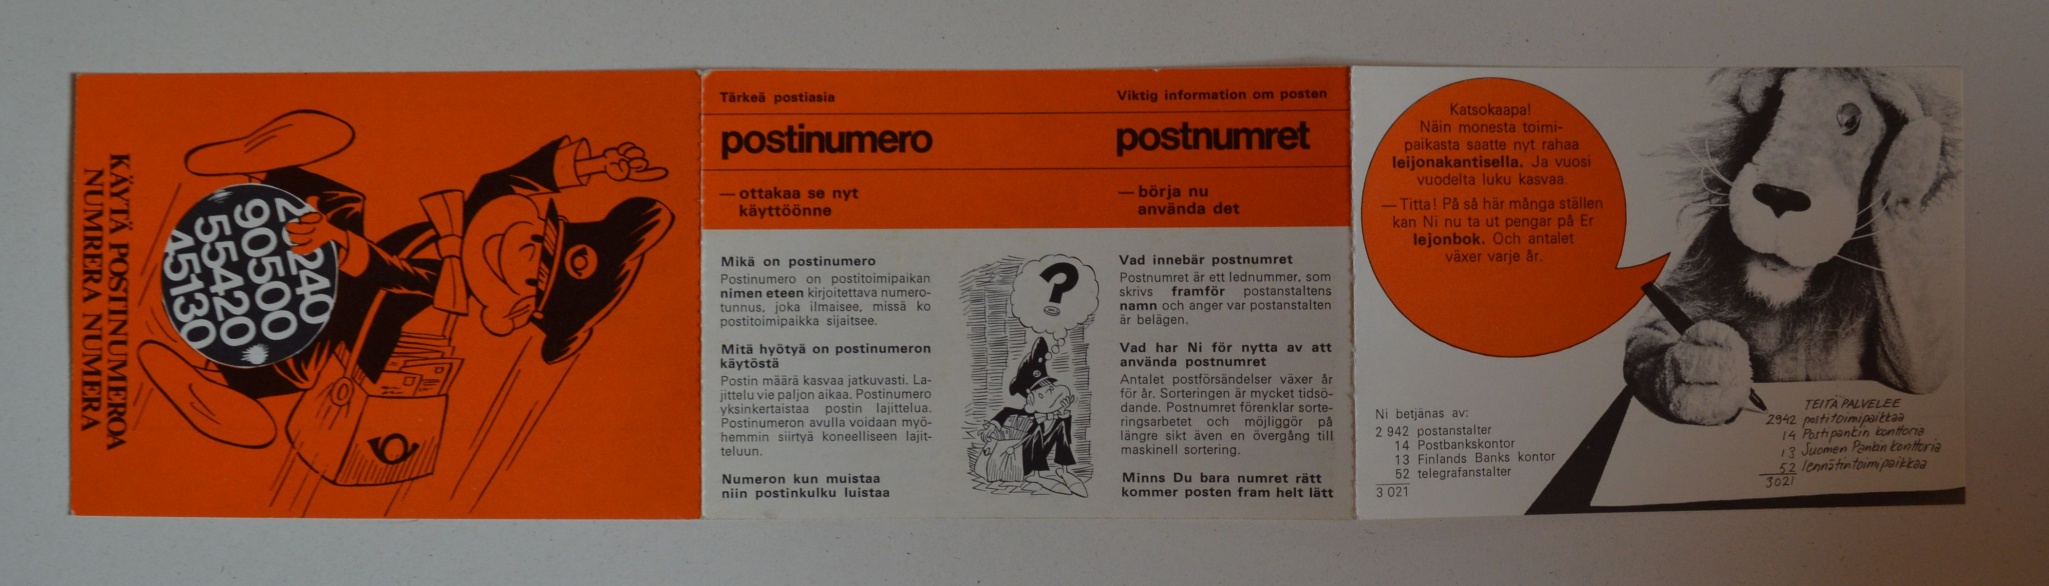 KÄYTÄ POSTINUMEROA
NUMRERA NUMERA
240
90500
55420
45130
Tärkeä postiasia
postinumero
— ottakaa se nyt
käyttöönne
Mikä on postinumero
Postinumero on postitoimipaikan
nimen eteen kirjoitettava numero-
tunnus, joka ilmaisee, missä ko
postitoimipaikka sijaitsee.
Mitä hyötyä on postinumeron
käytöstä
Postin määrä kasvaa jatkuvasti. La-
jittelu vie paljon aikaa. Postinumero
yksinkertaistaa postin lajittelua.
Postinumeron avulla voidaan myö-
hemmin siirtyä koneelliseen lajit-
teluun.
Numeron kun muistaa
niin postinkulku luistaa
?
Viktig information om posten
postnumret
— börja nu
använda det
Vad innebär postnumret
Postnumret är ett lednummer, som
skrivs framför postanstaltens
namn och anger var postanstalten
är belägen.
Vad har Ni för nytta av att
använda postnumret
Antalet postförsändelser växer år
för år. Sorteringen är mycket tidsö-
dande. Postnumret förenklar sorte-
ringsarbetet och möjliggör på
längre sikt även en övergång till
maskinell sortering.
Minns Du bara numret rätt
kommer posten fram helt lätt
Katsokaapa!
Näin monesta toimi-
paikasta saatte nyt rahaa
leijonakantisella. Ja vuosi
vuodelta luku kasvaa.
— Titta! På så här många ställen
kan Ni nu ta ut pengar på Er
lejonbok. Och antalet
växer varje år.
Ni betjänas av:
2 942 postanstalter
14 Postbankskontor
13 Finlands Banks kontor
52 telegrafanstalter
3 021
TEITÄ PALVELEE
2942 postitoimipaikkaa
14 Postipankin konttoria
13 Suomen Pankin konttoria
52 lennätintoimipaikkaa
3021